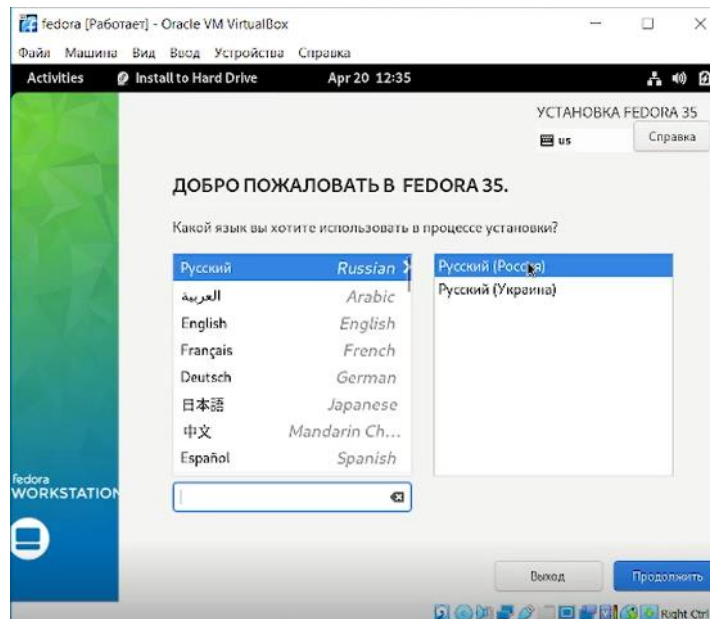 fedora [Работает] - Oracle VM VirtualBox
Файл Машина Вид Ввод Устройства Справка
Activities Install to Hard Drive Apr 20 12:35
УСТАНОВКА FEDORA 35
us Справка
ДОБРО ПОЖАЛОВАТЬ В FEDORA 35.
Какой язык вы хотите использовать в процессе установки?
Русский Russian Русский (Россия)
العربية Arabic Русский (Украина)
English English
Français French
Deutsch German
日本語 Japanese
中文 Mandarin Ch...
Español Spanish
fedora
WORKSTATION
Выход Продолжить
Right Ctrl